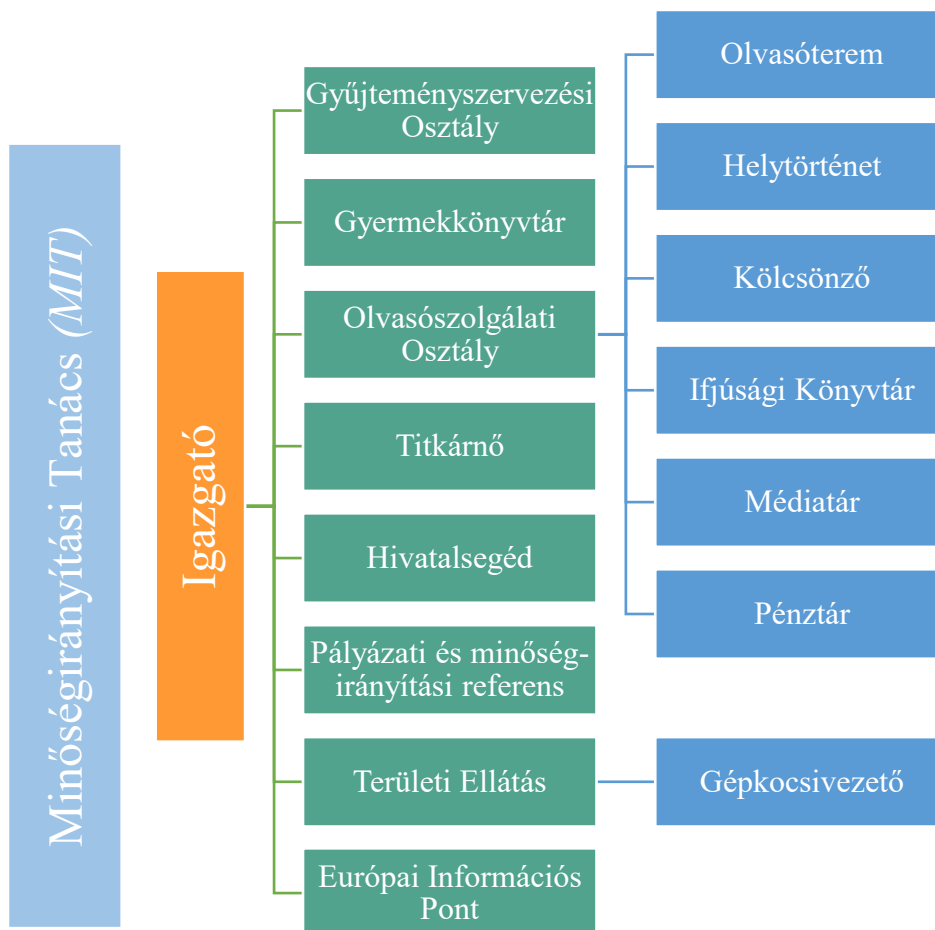 Minőségirányítási Tanács (MIT)
Igazgató
Gyűjteményszervezési
Osztály
Gyermekkönyvtár
Olvasószolgálati
Osztály
Titkárnő
Hivatalsegéd
Pályázati és minőség-
irányítási referens
Területi Ellátás
Európai Információs
Pont
Olvasóterem
Helytörténet
Kölcsönző
Ifjúsági Könyvtár
Médiatár
Pénztár
Gépkocsivezető